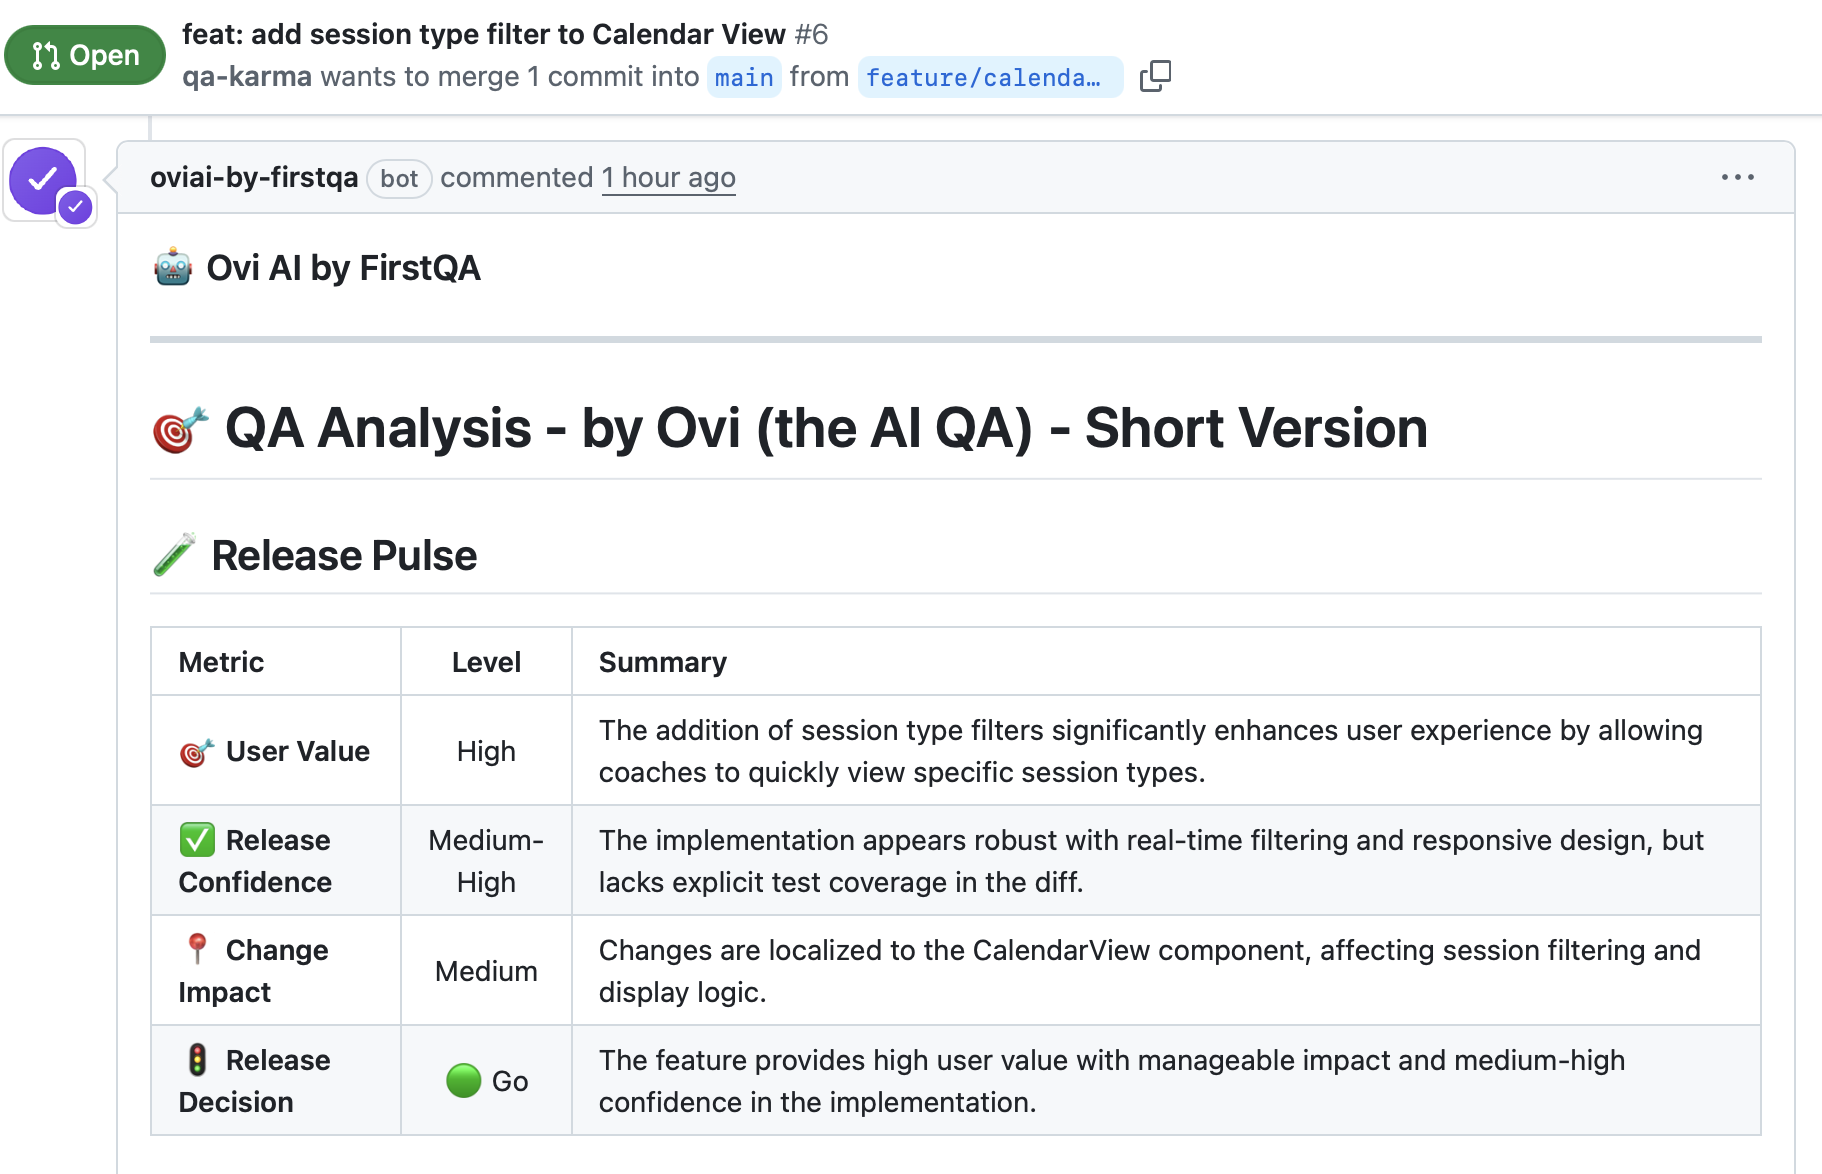 Open
feat: add session type filter to Calendar View #6
qa-karma wants to merge 1 commit into main from feature/calenda…
oviai-by-firstqa bot commented 1 hour ago
Ovi AI by FirstQA
QA Analysis - by Ovi (the AI QA) - Short Version
Release Pulse
Metric Level Summary
User Value High The addition of session type filters significantly enhances user experience by allowing
coaches to quickly view specific session types.
Release Confidence Medium-High The implementation appears robust with real-time filtering and responsive design, but
lacks explicit test coverage in the diff.
Change Impact Medium Changes are localized to the CalendarView component, affecting session filtering and
display logic.
Release Decision Go The feature provides high user value with manageable impact and medium-high
confidence in the implementation.